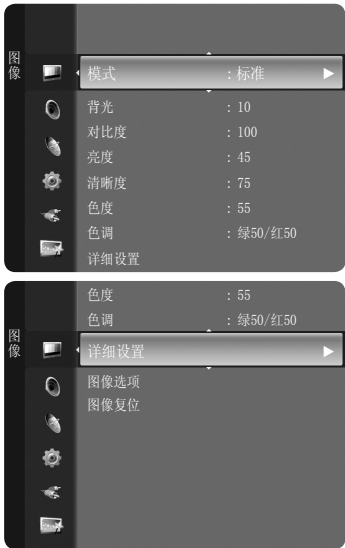 图像
模式 : 标准
背光 : 10
对比度 : 100
亮度 : 45
清晰度 : 75
色度 : 55
色调 : 绿50/红50
详细设置
图像
色度 : 55
色调 : 绿50/红50
详细设置
图像选项
图像复位